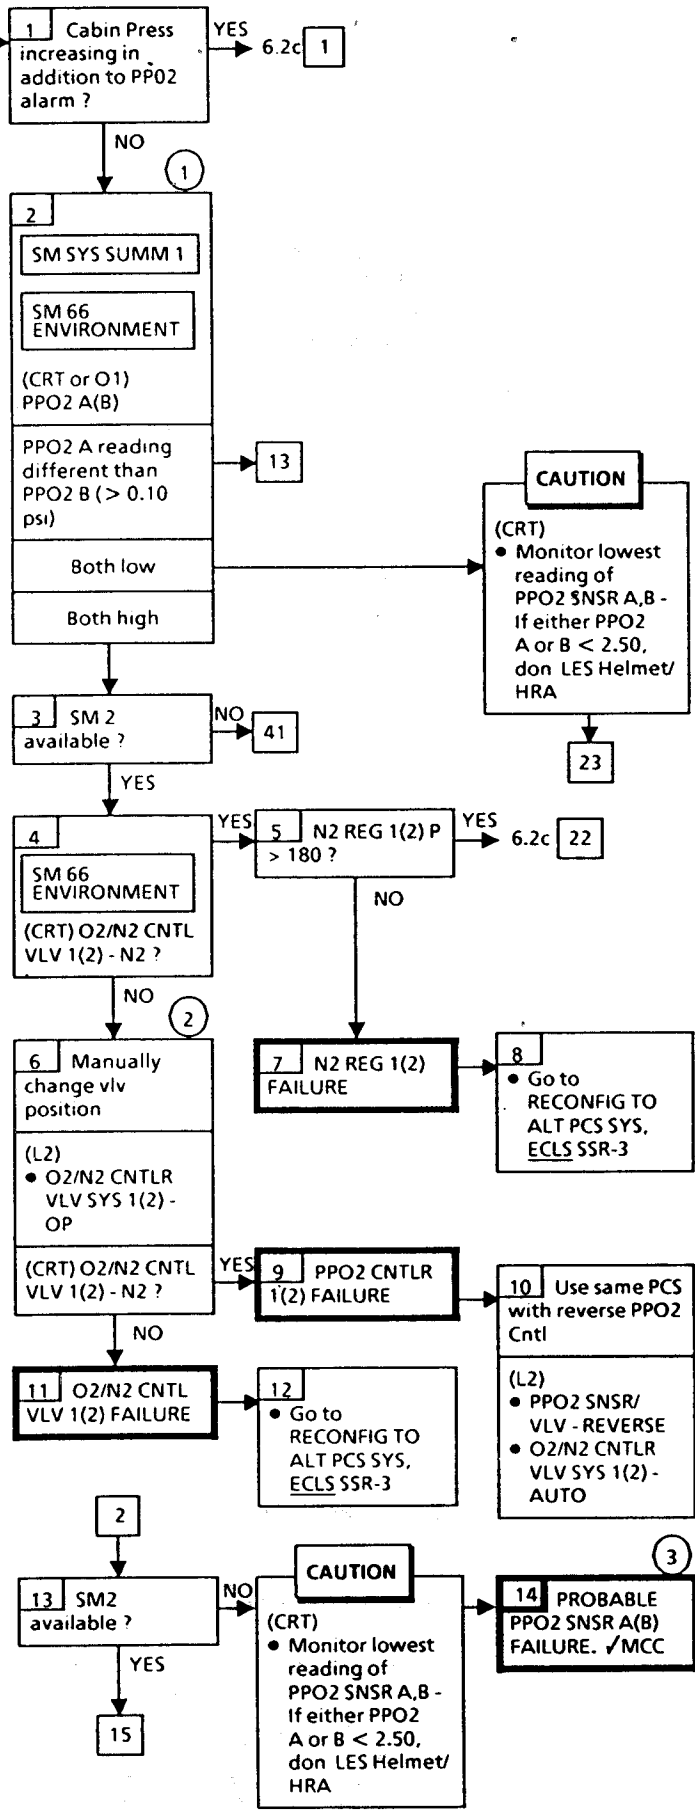 1 Cabin Press
increasing in
addition to PPO2
alarm ?
YES
6.2c 1
NO
1
2
SM SYS SUMM 1
SM 66
ENVIRONMENT
(CRT or O1)
PPO2 A(B)
PPO2 A reading
different than
PPO2 B (> 0.10
psi)
13
Both low
Both high
CAUTION
(CRT)
• Monitor lowest
reading of
PPO2 SNSR A,B -
If either PPO2
A or B < 2.50,
don LES Helmet/
HRA
23
3 SM 2
available ?
NO
41
YES
4
SM 66
ENVIRONMENT
(CRT) O2/N2 CNTL
VLV 1(2) - N2 ?
YES
5 N2 REG 1(2) P
> 180 ?
YES
6.2c 22
NO
NO
2
6 Manually
change vlv
position
(L2)
• O2/N2 CNTLR
VLV SYS 1(2) -
OP
(CRT) O2/N2 CNTL
VLV 1(2) - N2 ?
7 N2 REG 1(2)
FAILURE
8
• Go to
RECONFIG TO
ALT PCS SYS,
ECLS SSR-3
YES
9 PPO2 CNTLR
1(2) FAILURE
10 Use same PCS
with reverse PPO2
Cntl
(L2)
• PPO2 SNSR/
VLV - REVERSE
• O2/N2 CNTLR
VLV SYS 1(2) -
AUTO
NO
11 O2/N2 CNTL
VLV 1(2) FAILURE
12
• Go to
RECONFIG TO
ALT PCS SYS,
ECLS SSR-3
2
13 SM2
available ?
NO
YES
15
CAUTION
(CRT)
• Monitor lowest
reading of
PPO2 SNSR A,B -
If either PPO2
A or B < 2.50,
don LES Helmet/
HRA
3
14 PROBABLE
PPO2 SNSR A(B)
FAILURE. ✓MCC